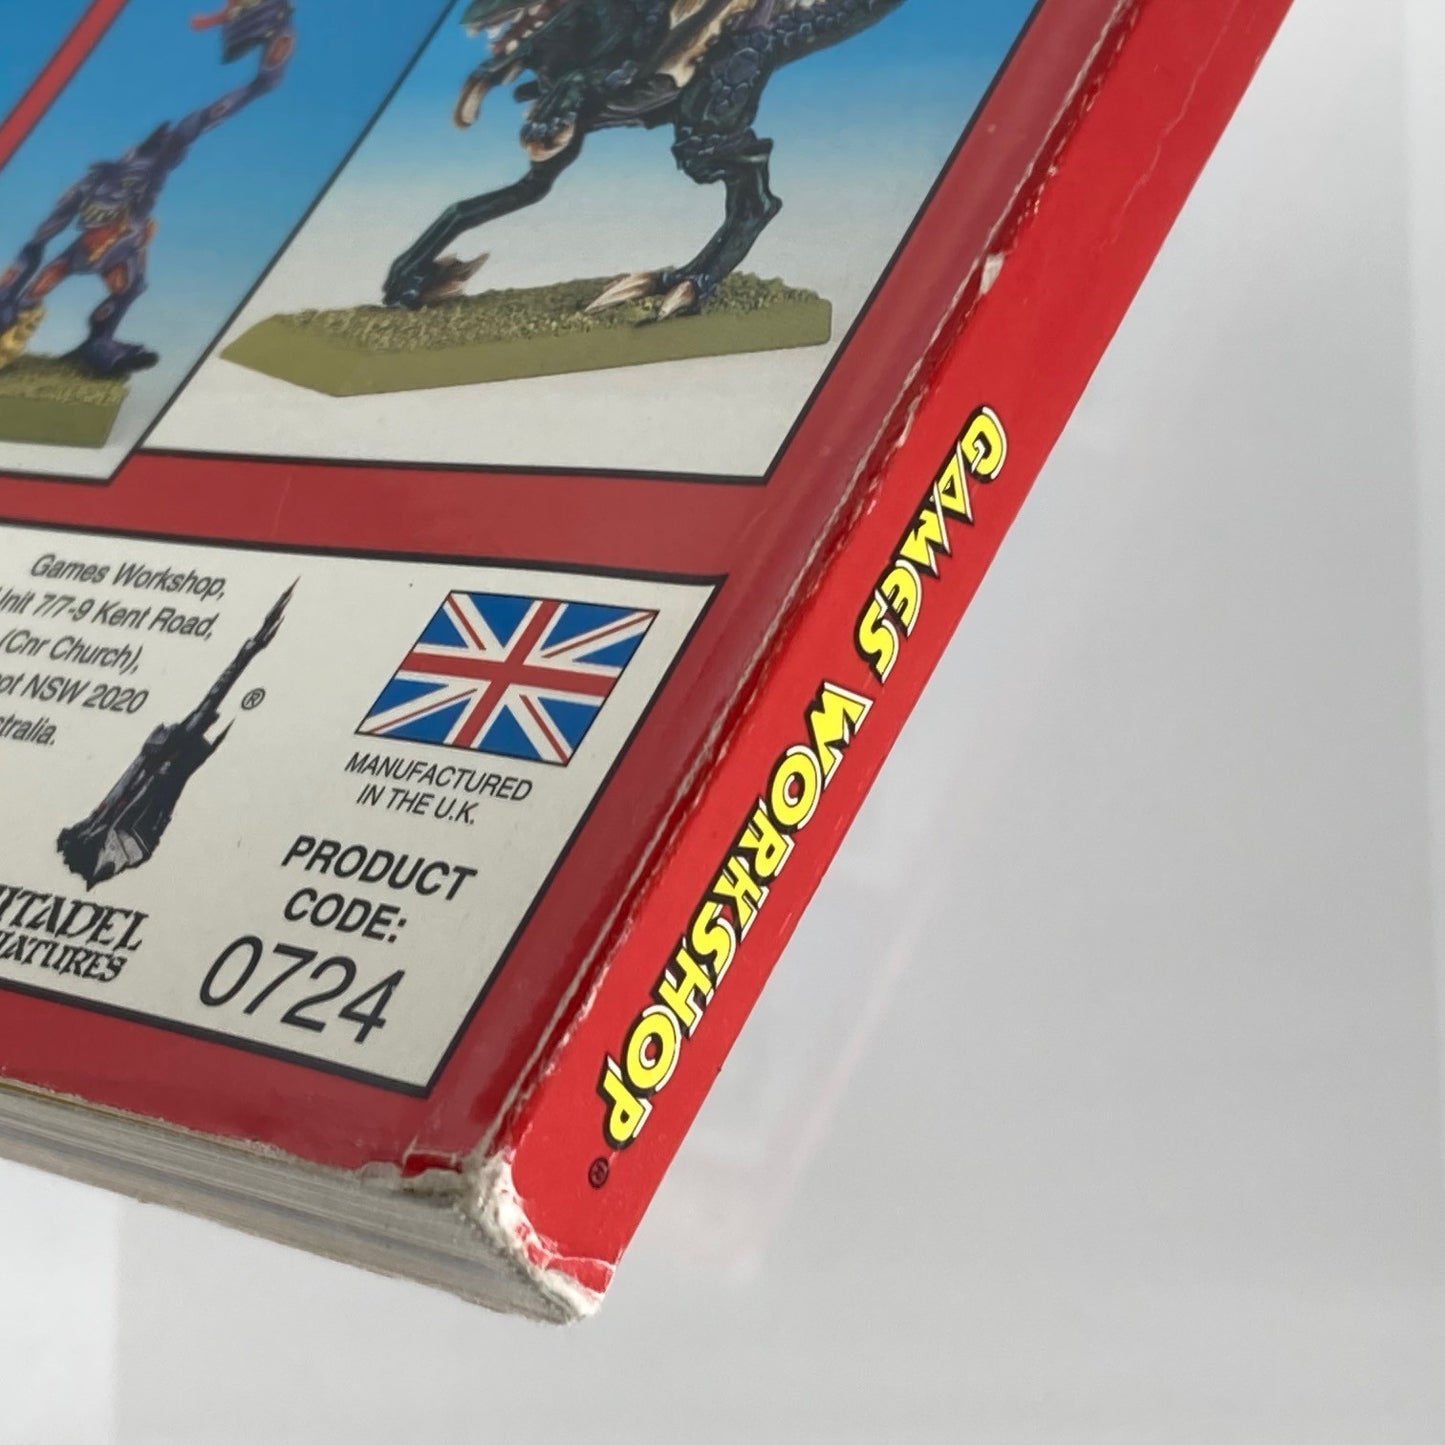 Games Workshop,
Unit 7/7-9 Kent Road,
(Cnr Church),
NSW 2020
®
MANUFACTURED
IN THE U.K.
PRODUCT
CODE:
0724
GAMES WORKSHOP
®